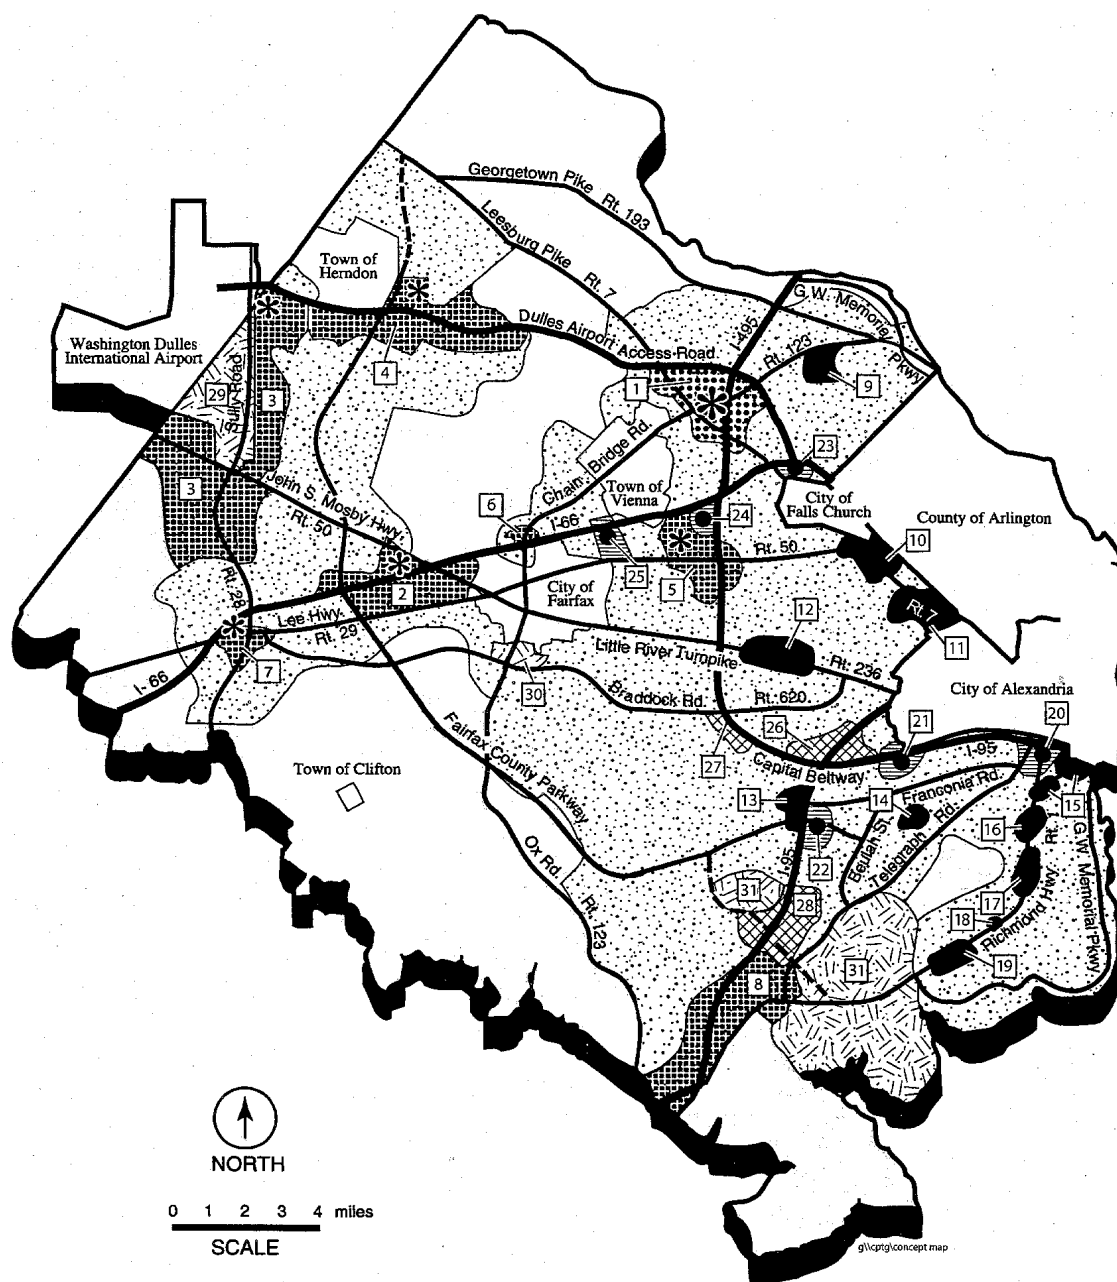 Georgetown Pike Rt. 193
Leesburg Pike Rt. 7
Town of
Herndon
G.W. Memorial Pkwy
I-495
Dulles Airport Access Road
Rt. 123
Washington Dulles
International Airport
4
1
9
29
Sully Road
3
Chain Bridge Rd.
23
3
John S. Mosby Hwy.
Rt. 50
Town of
Vienna
City of
Falls Church
County of Arlington
6
I-66
24
10
Rt. 50
Rt. 28
2
City of
Fairfax
25
5
Rt. 7
Lee Hwy.
Rt. 29
12
11
Little River Turnpike Rt. 236
7
I-66
30
Braddock Rd. Rt. 620
City of Alexandria
Fairfax County Parkway
26
21
20
27
Capital Beltway
I-95
Town of Clifton
13
14
Franconia Rd.
15
Beulah St.
Telegraph Rd.
Rt. 1
16
G.W. Memorial Pkwy
Ox Rd. Rt. 123
I-95
22
31
28
17
18
Richmond Hwy
19
31
8
NORTH
0 1 2 3 4 miles
SCALE
g\\cptg\concept map